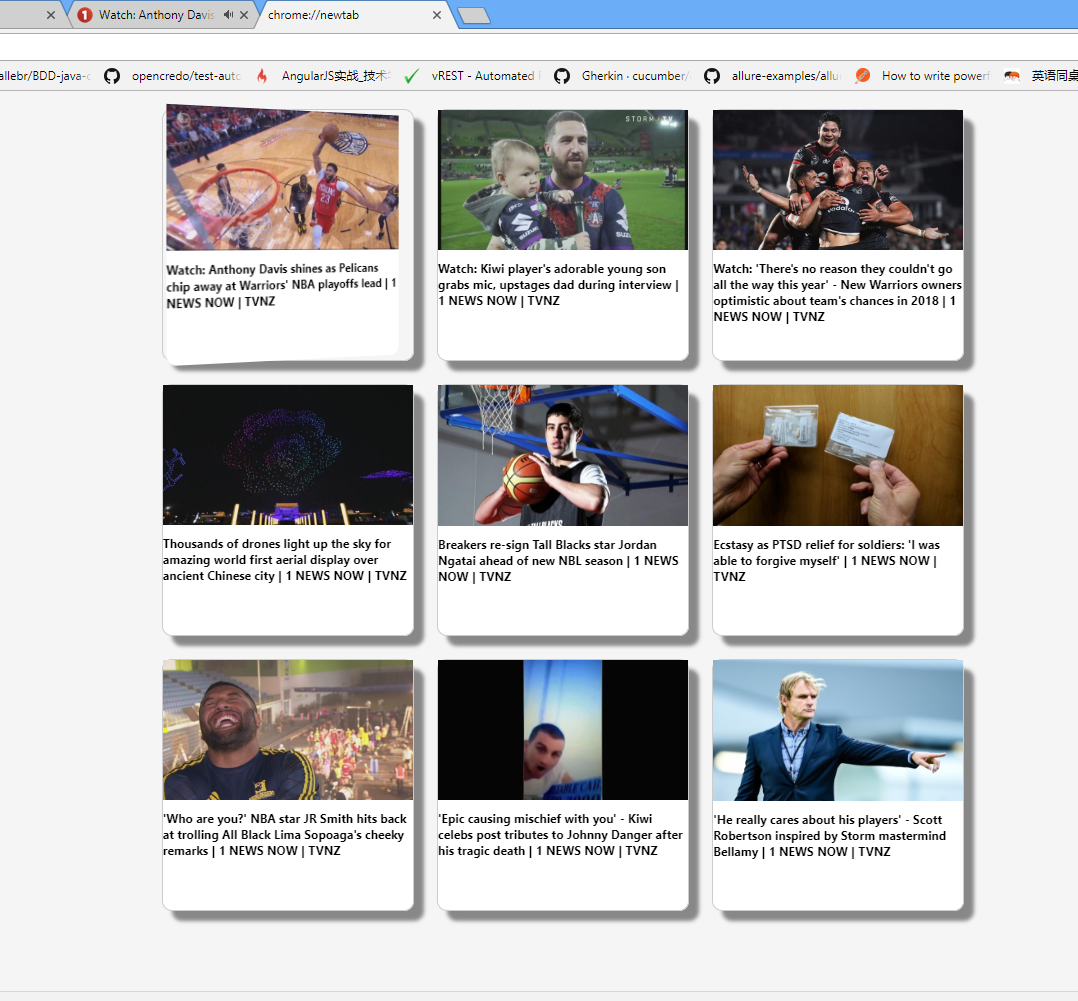 1 Watch: Anthony Davis
chrome://newtab
allebr/BDD-java- opencredo/test-auto AngularJS实战_技术 vREST - Automated Gherkin · cucumber/ allure-examples/allu How to write powerf 英语同桌
STORM TV
Watch: Anthony Davis shines as Pelicans
chip away at Warriors' NBA playoffs lead | 1
NEWS NOW | TVNZ
Watch: Kiwi player's adorable young son
grabs mic, upstages dad during interview |
1 NEWS NOW | TVNZ
Watch: 'There's no reason they couldn't go
all the way this year' - New Warriors owners
optimistic about team's chances in 2018 | 1
NEWS NOW | TVNZ
Thousands of drones light up the sky for
amazing world first aerial display over
ancient Chinese city | 1 NEWS NOW | TVNZ
Breakers re-sign Tall Blacks star Jordan
Ngatai ahead of new NBL season | 1 NEWS
NOW | TVNZ
Ecstasy as PTSD relief for soldiers: 'I was
able to forgive myself' | 1 NEWS NOW |
TVNZ
'Who are you?' NBA star JR Smith hits back
at trolling All Black Lima Sopoaga's cheeky
remarks | 1 NEWS NOW | TVNZ
'Epic causing mischief with you' - Kiwi
celebs post tributes to Johnny Danger after
his tragic death | 1 NEWS NOW | TVNZ
'He really cares about his players' - Scott
Robertson inspired by Storm mastermind
Bellamy | 1 NEWS NOW | TVNZ